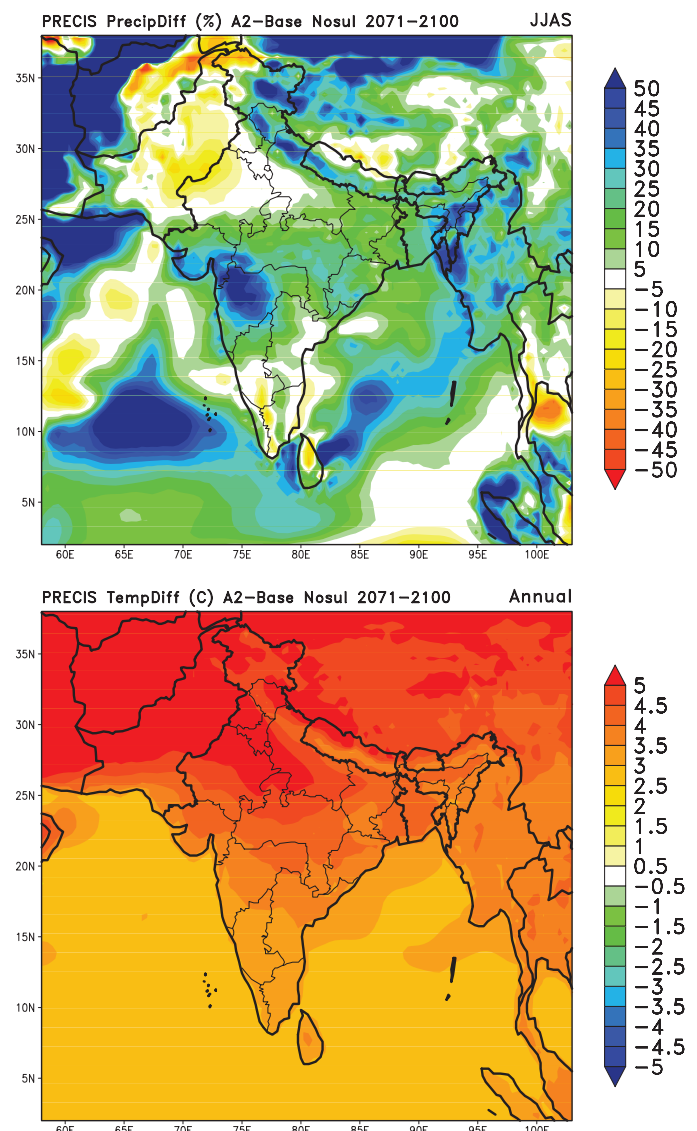 PRECIS PrecipDiff (%) A2-Base Nosul 2071-2100 JJAS
35N
30N
25N
20N
15N
10N
5N
60E 65E 70E 75E 80E 85E 90E 95E 100E
50
45
40
35
30
25
20
15
10
5
-5
-10
-15
-20
-25
-30
-35
-40
-45
-50
PRECIS TempDiff (C) A2-Base Nosul 2071-2100 Annual
35N
30N
25N
20N
15N
10N
5N
60E 65E 70E 75E 80E 85E 90E 95E 100E
5
4.5
4
3.5
3
2.5
2
1.5
1
0.5
-0.5
-1
-1.5
-2
-2.5
-3
-3.5
-4
-4.5
-5